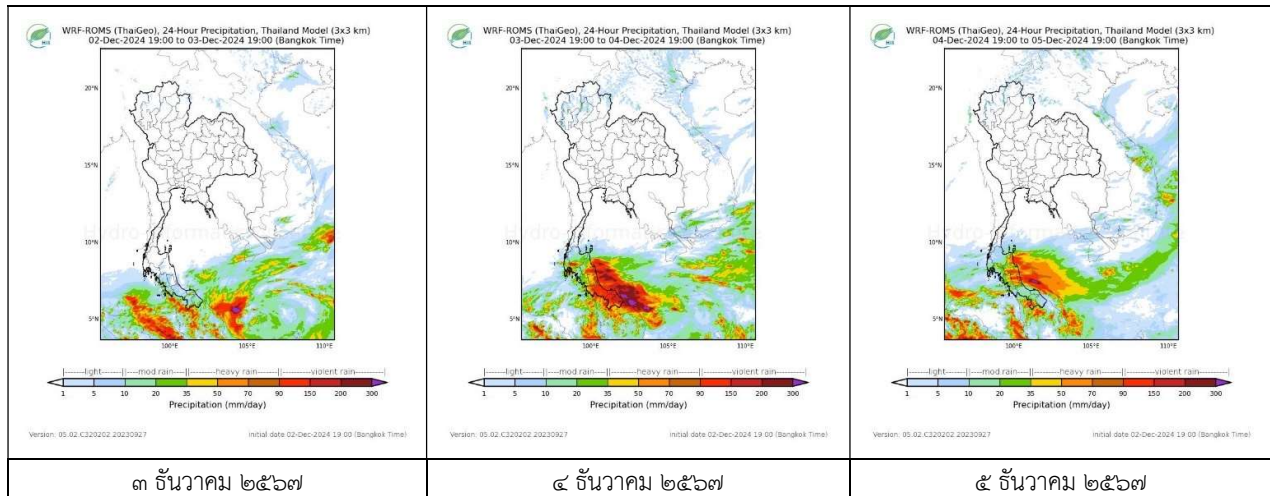 WRF-ROMS (ThaiGeo), 24-Hour Precipitation, Thailand Model (3x3 km)
02-Dec-2024 19:00 to 03-Dec-2024 19:00 (Bangkok Time)
20°N
15°N
10°N
5°N
100°E 105°E 110°E
|--------light--------||----mod rain----||------heavy rain------||------violent rain------|
1 5 10 20 35 50 70 90 150 200 300
Precipitation (mm/day)
Version: 05.02.C320202.20230927 Initial date 02-Dec-2024 19:00 (Bangkok Time)
๓ ธันวาคม ๒๕๖๗
WRF-ROMS (ThaiGeo), 24-Hour Precipitation, Thailand Model (3x3 km)
03-Dec-2024 19:00 to 04-Dec-2024 19:00 (Bangkok Time)
20°N
15°N
10°N
5°N
100°E 105°E 110°E
|--------light--------||----mod rain----||------heavy rain------||------violent rain------|
1 5 10 20 35 50 70 90 150 200 300
Precipitation (mm/day)
Version: 05.02.C320202.20230927 Initial date 02-Dec-2024 19:00 (Bangkok Time)
๔ ธันวาคม ๒๕๖๗
WRF-ROMS (ThaiGeo), 24-Hour Precipitation, Thailand Model (3x3 km)
04-Dec-2024 19:00 to 05-Dec-2024 19:00 (Bangkok Time)
20°N
15°N
10°N
5°N
100°E 105°E 110°E
|--------light--------||----mod rain----||------heavy rain------||------violent rain------|
1 5 10 20 35 50 70 90 150 200 300
Precipitation (mm/day)
Version: 05.02.C320202.20230927 Initial date 02-Dec-2024 19:00 (Bangkok Time)
๕ ธันวาคม ๒๕๖๗